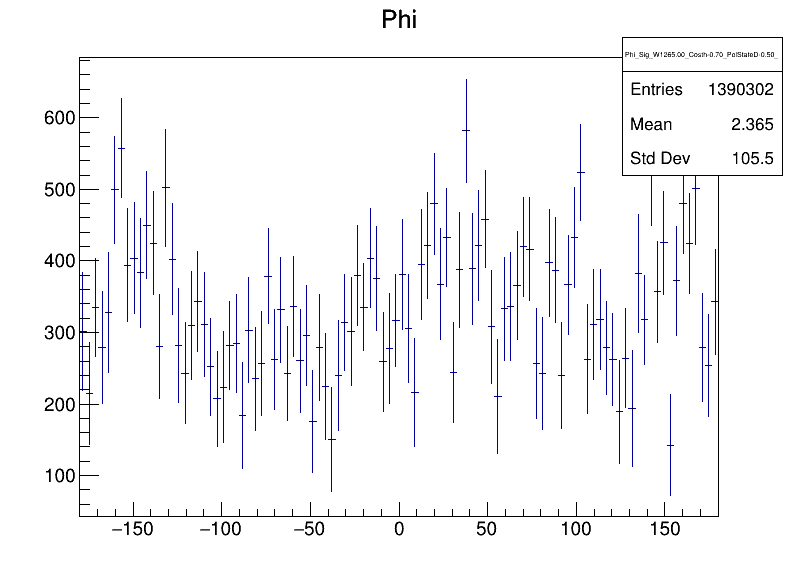 Phi
Phi_Sig_W1265.00_Costh-0.70_PolStateD-0.50_
Entries 1390302
Mean 2.365
Std Dev 105.5
600
500
400
300
200
100
−150 −100 −50 0 50 100 150